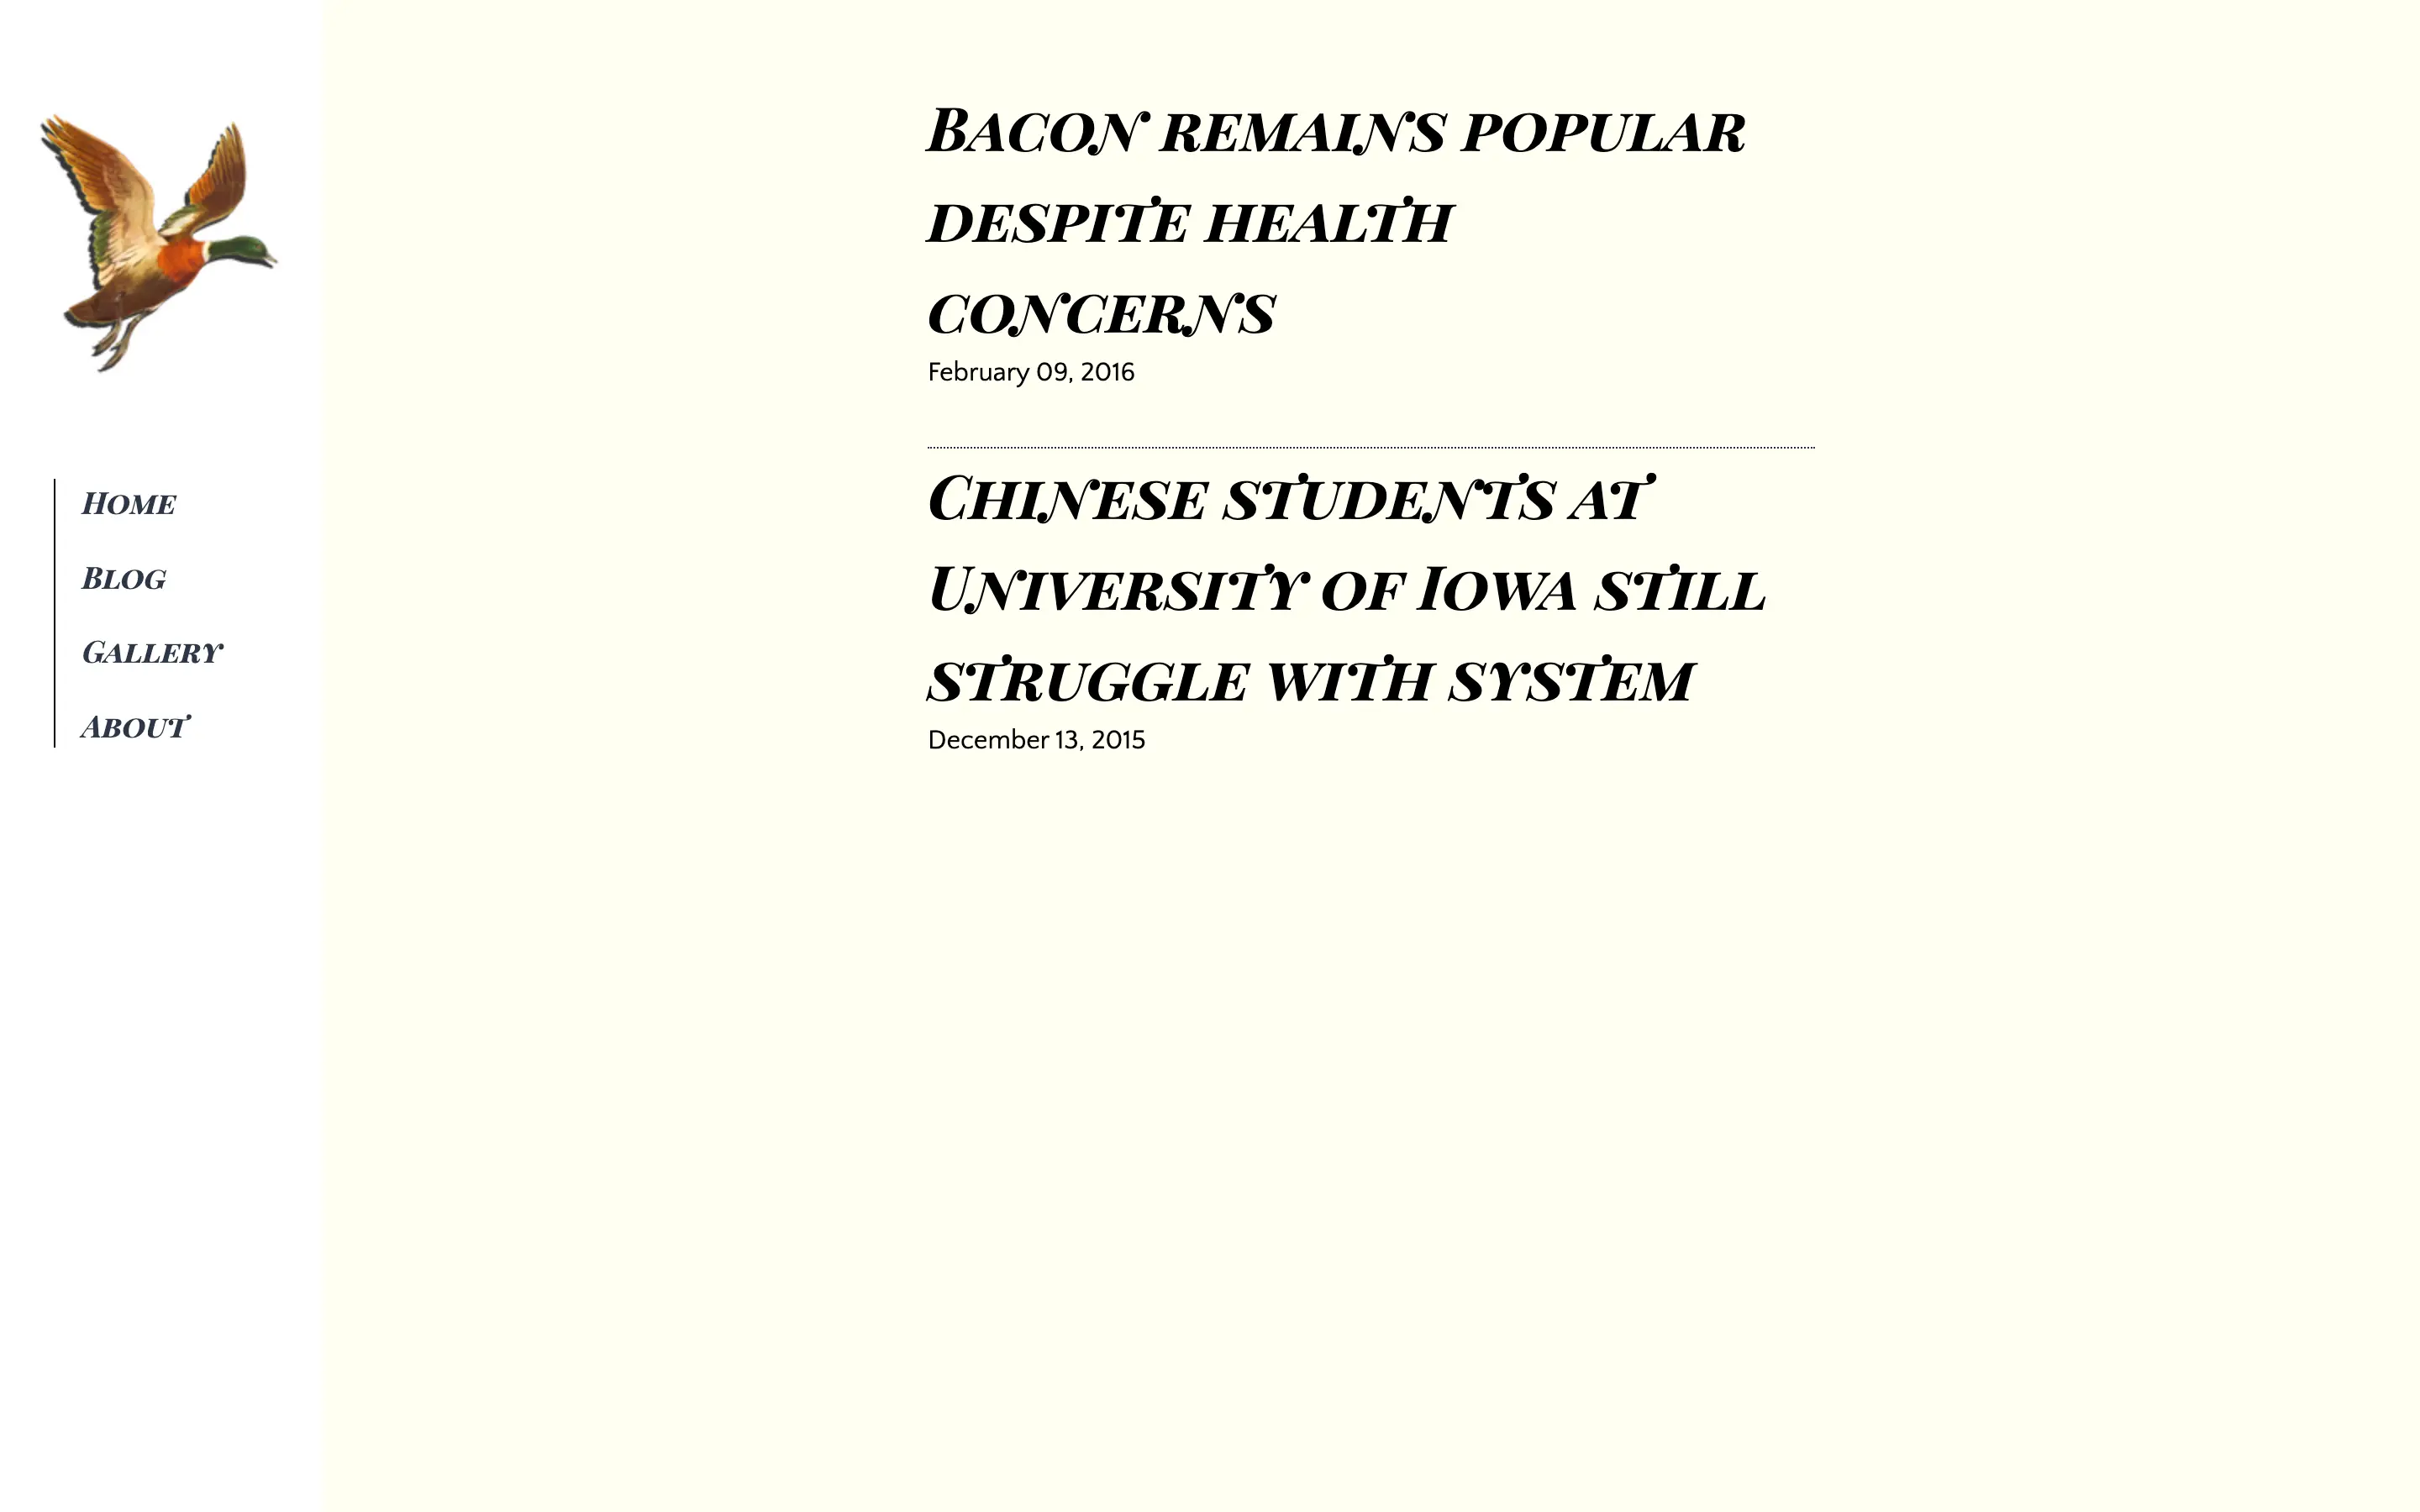 Home
Blog
Gallery
About
Bacon remains popular
despite health
concerns
February 09, 2016
Chinese students at
University of Iowa still
struggle with system
December 13, 2015